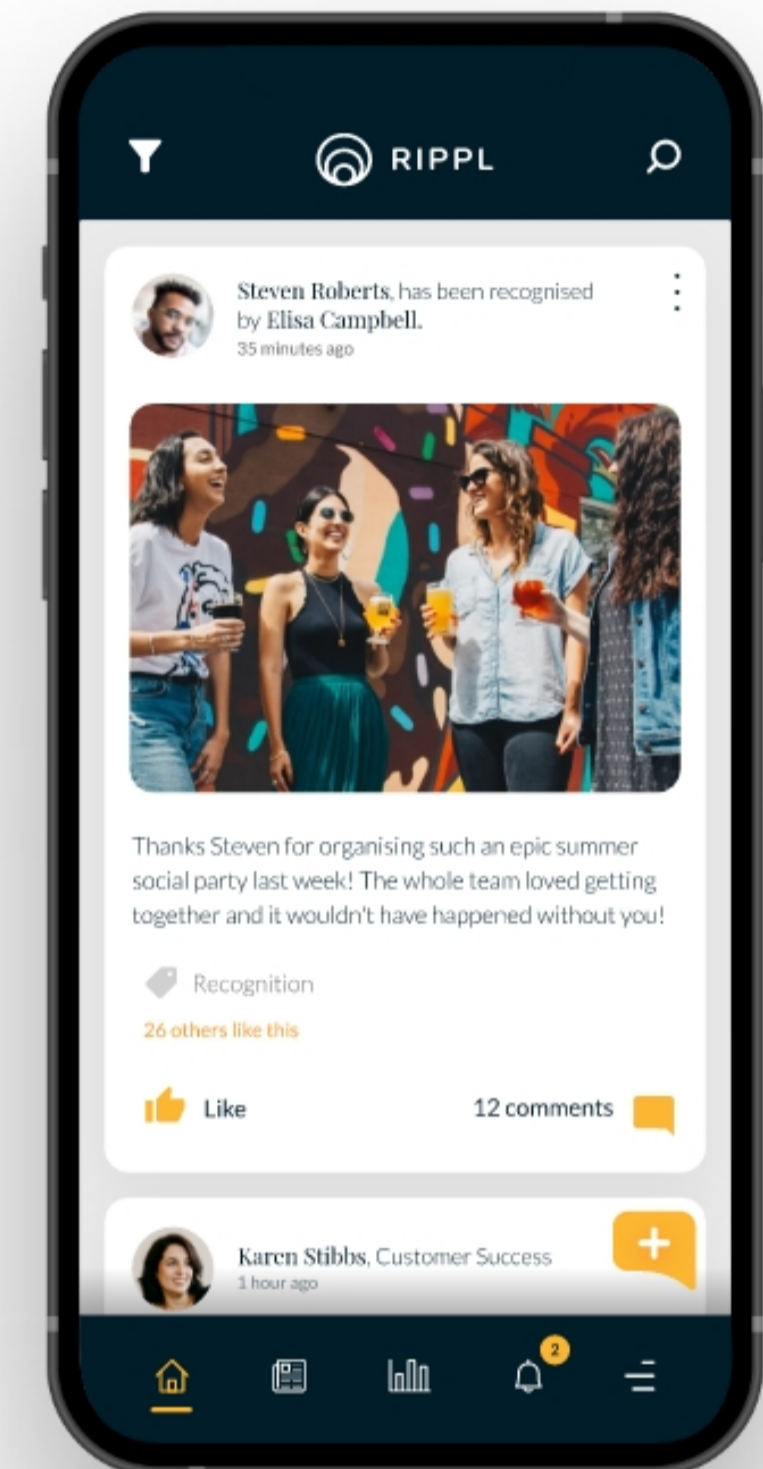 RIPPL
Steven Roberts, has been recognised
by Elisa Campbell.
35 minutes ago
Thanks Steven for organising such an epic summer
social party last week! The whole team loved getting
together and it wouldn't have happened without you!
Recognition
26 others like this
Like
12 comments
Karen Stibbs, Customer Success
1 hour ago
2